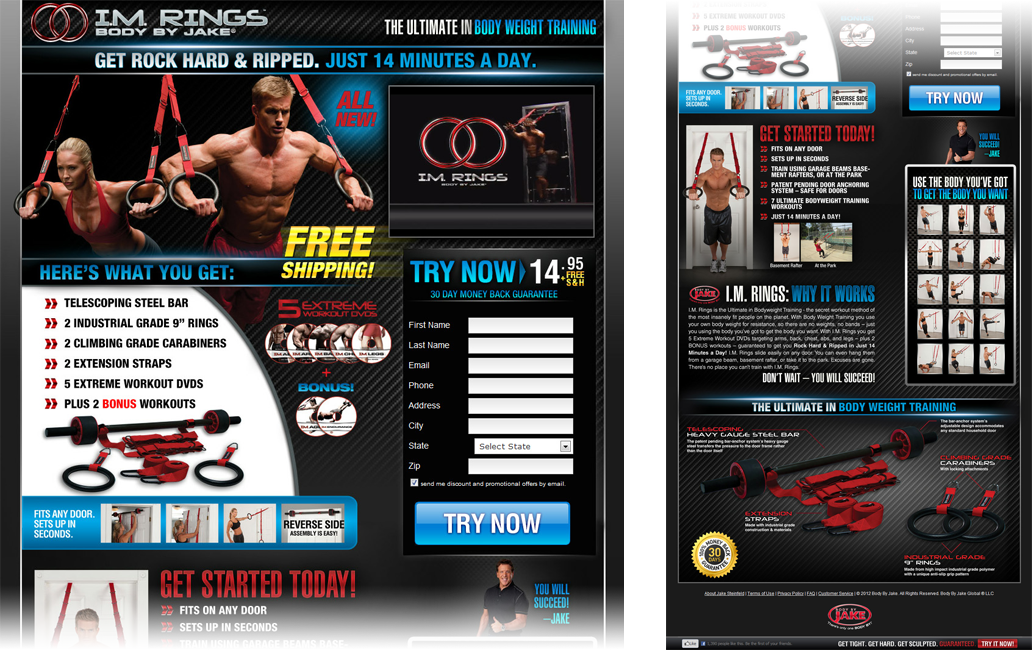 I.M. RINGS™
BODY BY JAKE®
THE ULTIMATE IN BODY WEIGHT TRAINING
GET ROCK HARD & RIPPED. JUST 14 MINUTES A DAY.
ALL
NEW!
I.M. RINGS
BODY BY JAKE®
FREE
SHIPPING!
HERE'S WHAT YOU GET:
TELESCOPING STEEL BAR
2 INDUSTRIAL GRADE 9" RINGS
2 CLIMBING GRADE CARABINERS
2 EXTENSION STRAPS
5 EXTREME WORKOUT DVDS
PLUS 2 BONUS WORKOUTS
5 EXTREME
WORKOUT DVDS
+
BONUS!
TRY NOW 14.95
+FREE
S&H
30 DAY MONEY BACK GUARANTEE
First Name
Last Name
Email
Phone
Address
City
State Select State
Zip
send me discount and promotional offers by email.
TRY NOW
FITS ANY DOOR.
SETS UP IN
SECONDS.
REVERSE SIDE
ASSEMBLY IS EASY!
GET STARTED TODAY!
FITS ON ANY DOOR
SETS UP IN SECONDS
TRAIN USING GARAGE BEAMS BASE-
YOU WILL
SUCCEED!
—JAKE
5 EXTREME WORKOUT DVDS
PLUS 2 BONUS WORKOUTS
Phone
Address
City
State Select State
Zip
send me discount and promotional offers by email.
TRY NOW
FITS ANY DOOR.
SETS UP IN
SECONDS.
REVERSE SIDE
ASSEMBLY IS EASY!
GET STARTED TODAY!
FITS ON ANY DOOR
SETS UP IN SECONDS
TRAIN USING GARAGE BEAMS BASE-
MENT RAFTERS, OR AT THE PARK
PATENT PENDING DOOR ANCHORING
SYSTEM – SAFE FOR DOORS
7 ULTIMATE BODYWEIGHT TRAINING
WORKOUTS
JUST 14 MINUTES A DAY!
Basement Rafter
At the Park
YOU WILL
SUCCEED!
—JAKE
USE THE BODY YOU'VE GOT
TO GET THE BODY YOU WANT
BODY BY
JAKE
I.M. RINGS: WHY IT WORKS
I.M. Rings is the Ultimate in Bodyweight Training - the secret workout method of
the most insanely fit people on the planet. With Body Weight Training you use
your own body weight for resistance, so there are no weights, no bands – just
you using the body you've got to get the body you want. With I.M. Rings you get
5 Extreme Workout DVDs targeting arms, back, chest, abs, and legs – plus 2
BONUS workouts – guaranteed to get you Rock Hard & Ripped in Just 14
Minutes a Day! I.M. Rings slide easily on any door. You can even hang them
from a garage beam, basement rafter, or take it to the park. Excuses are gone.
There's no place you can't train with I.M. Rings.
DON'T WAIT – YOU WILL SUCCEED!
THE ULTIMATE IN BODY WEIGHT TRAINING
TELESCOPING
HEAVY GAUGE STEEL BAR
The patent pending bar-anchor system's heavy gauge
steel transfers the pressure to the door frame rather
than the door itself
The bar-anchor system's
adjustable design accommodates
any standard household door
CLIMBING GRADE
CARABINERS
With locking attachments
EXTENSION
STRAPS
Made with industrial grade
construction & materials
INDUSTRIAL GRADE
9" RINGS
Made from high impact industrial grade polymer
with a unique anti-slip grip pattern
30
DAYS
GUARANTEE
About Jake Steinfeld | Terms of Use | Privacy Policy | FAQ | Customer Service | © 2012 Body By Jake. All Rights Reserved. Body By Jake Global ® LLC
BODY BY
JAKE
Like
GET TIGHT. GET HARD. GET SCULPTED. GUARANTEED. TRY IT NOW!